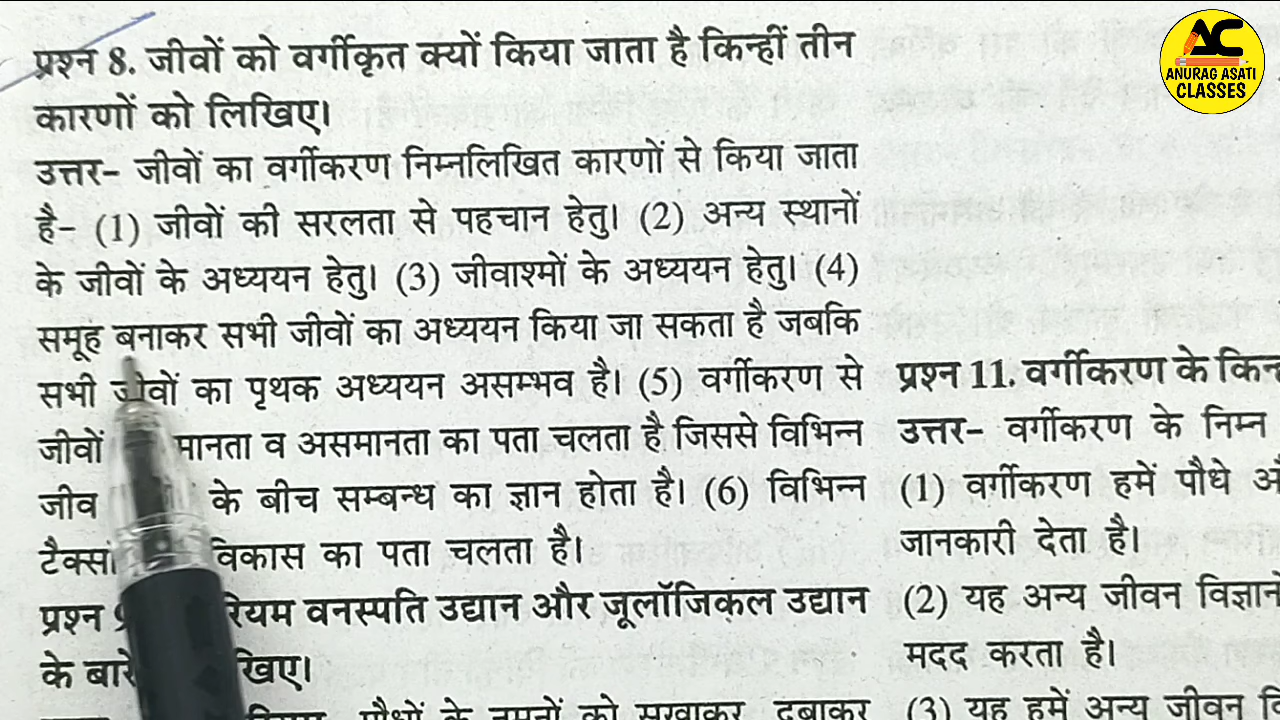 प्रश्न 8. जीवों को वर्गीकृत क्यों किया जाता है किन्हीं तीन
कारणों को लिखिए।
उत्तर- जीवों का वर्गीकरण निम्नलिखित कारणों से किया जाता
है- (1) जीवों की सरलता से पहचान हेतु। (2) अन्य स्थानों
के जीवों के अध्ययन हेतु। (3) जीवाश्मों के अध्ययन हेतु। (4)
समूह बनाकर सभी जीवों का अध्ययन किया जा सकता है जबकि
सभी जीवों का पृथक अध्ययन असम्भव है। (5) वर्गीकरण से
जीवों व असमानता का पता चलता है जिससे विभिन्न
जीव के बीच सम्बन्ध का ज्ञान होता है। (6) विभिन्न
विकास का पता चलता है।
प्रश्न वनस्पति उद्यान और जूलॉजिकल उद्यान
के
प्रश्न 11. वर्गीकरण के
उत्तर- वर्गीकरण के निम्न
(1) वर्गीकरण हमें पौधे
जानकारी देता है।
(2) यह अन्य जीवन
मदद करता है।
(3) यह हमें अन्य जीवन
AC
ANURAG ASATI
CLASSES